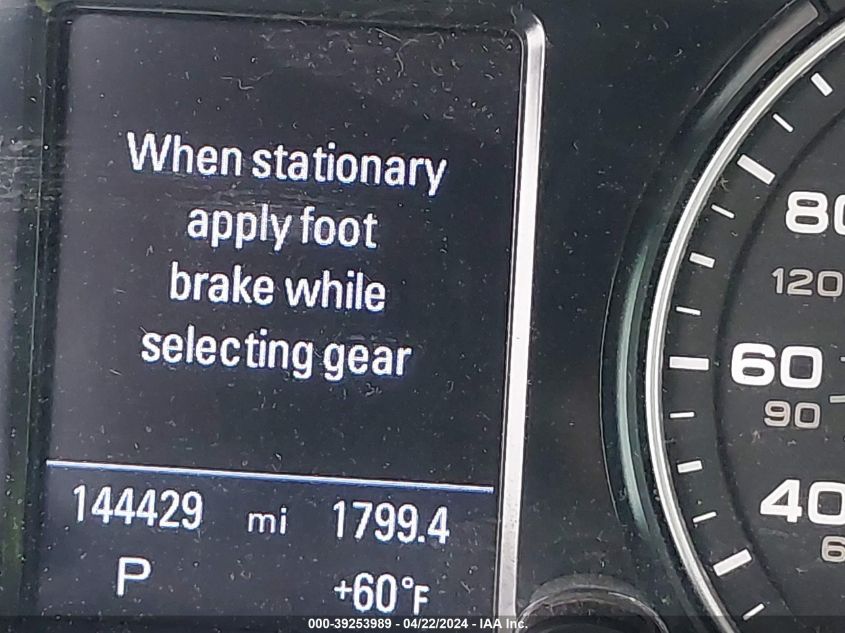 When stationary
apply foot
brake while
selecting gear
144429 mi 1799.4
P +60°F
80
120
60
90
40
6
000-39253989 - 04/22/2024 - IAA Inc.